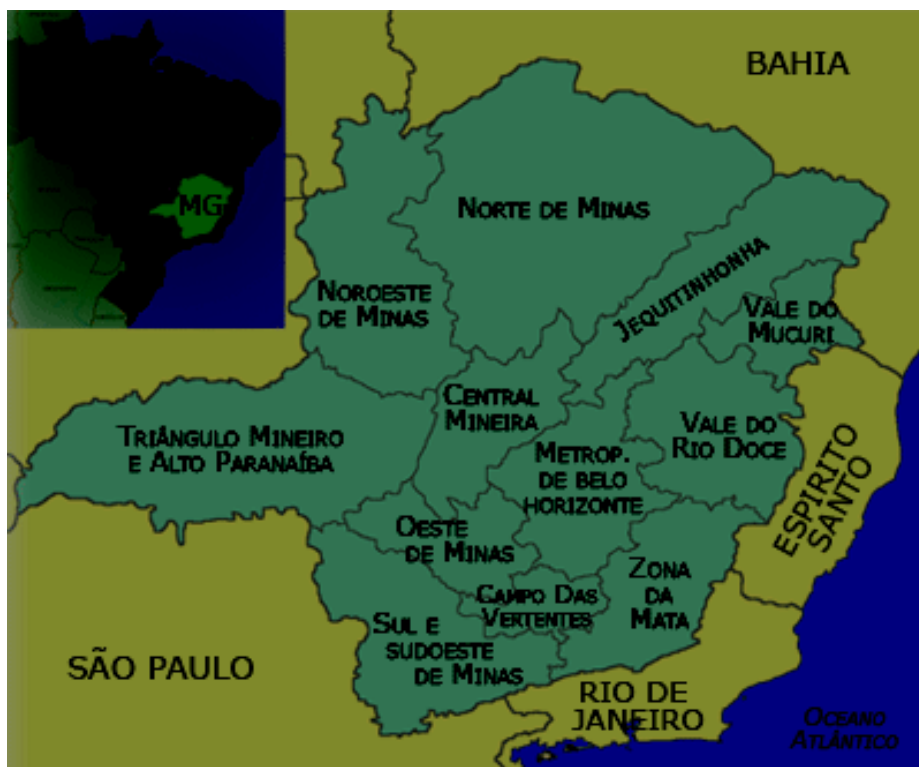 BAHIA
MG
NORTE DE MINAS
JEQUITINHONHA
NOROESTE
DE MINAS
VALE DO
MUCURI
CENTRAL
MINEIRA
TRIÂNGULO MINEIRO
E ALTO PARANAÍBA
VALE DO
RIO DOCE
METROP.
DE BELO
HORIZONTE
ESPIRITO
SANTO
OESTE
DE MINAS
ZONA
DA
MATA
CAMPO DAS
VERTENTES
SUL E
SUDOESTE
DE MINAS
SÃO PAULO
RIO DE
JANEIRO
OCEANO
ATLÂNTICO